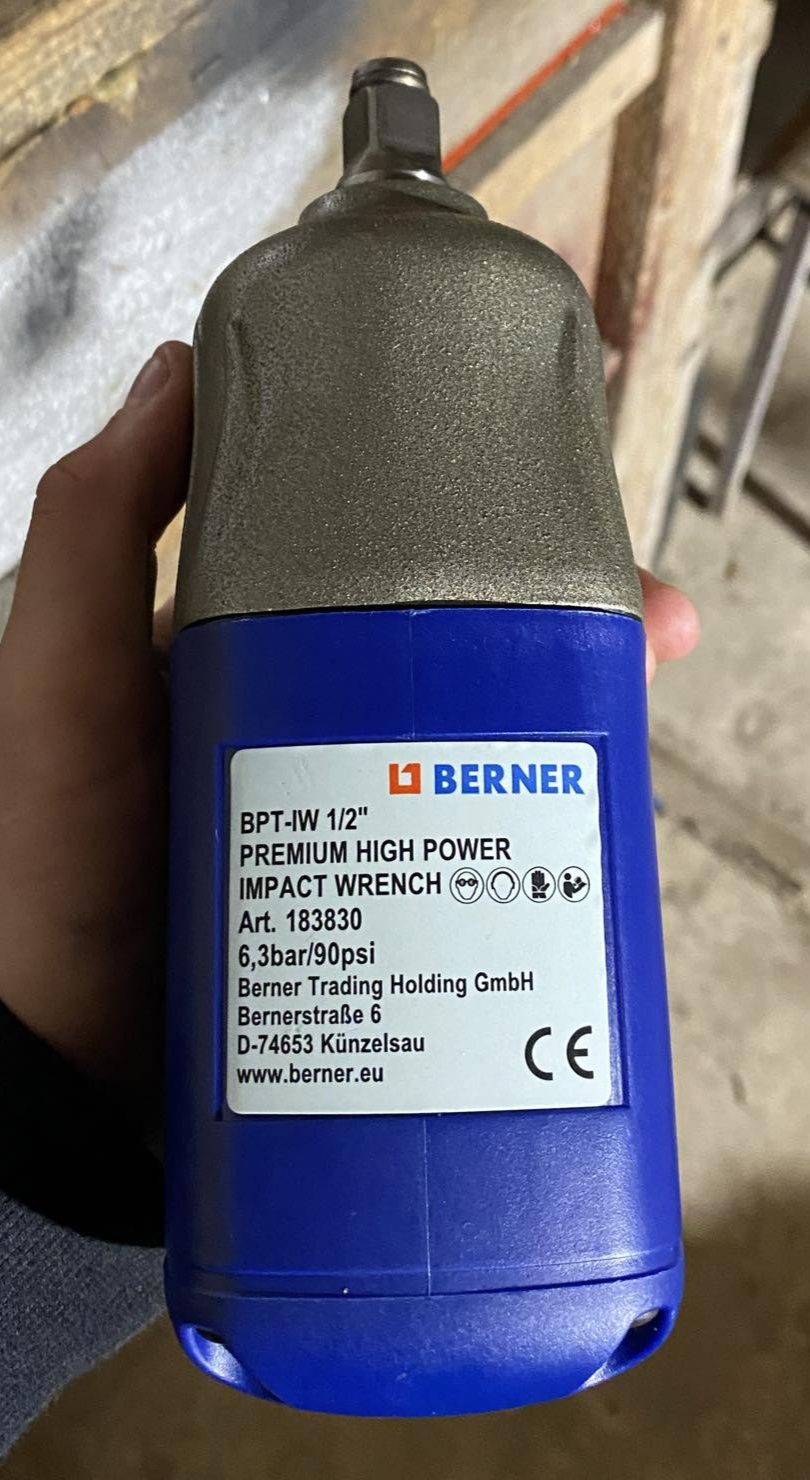 BERNER
BPT-IW 1/2"
PREMIUM HIGH POWER
IMPACT WRENCH
Art. 183830
6,3bar/90psi
Berner Trading Holding GmbH
Bernerstraße 6
D-74653 Künzelsau
www.berner.eu
CE